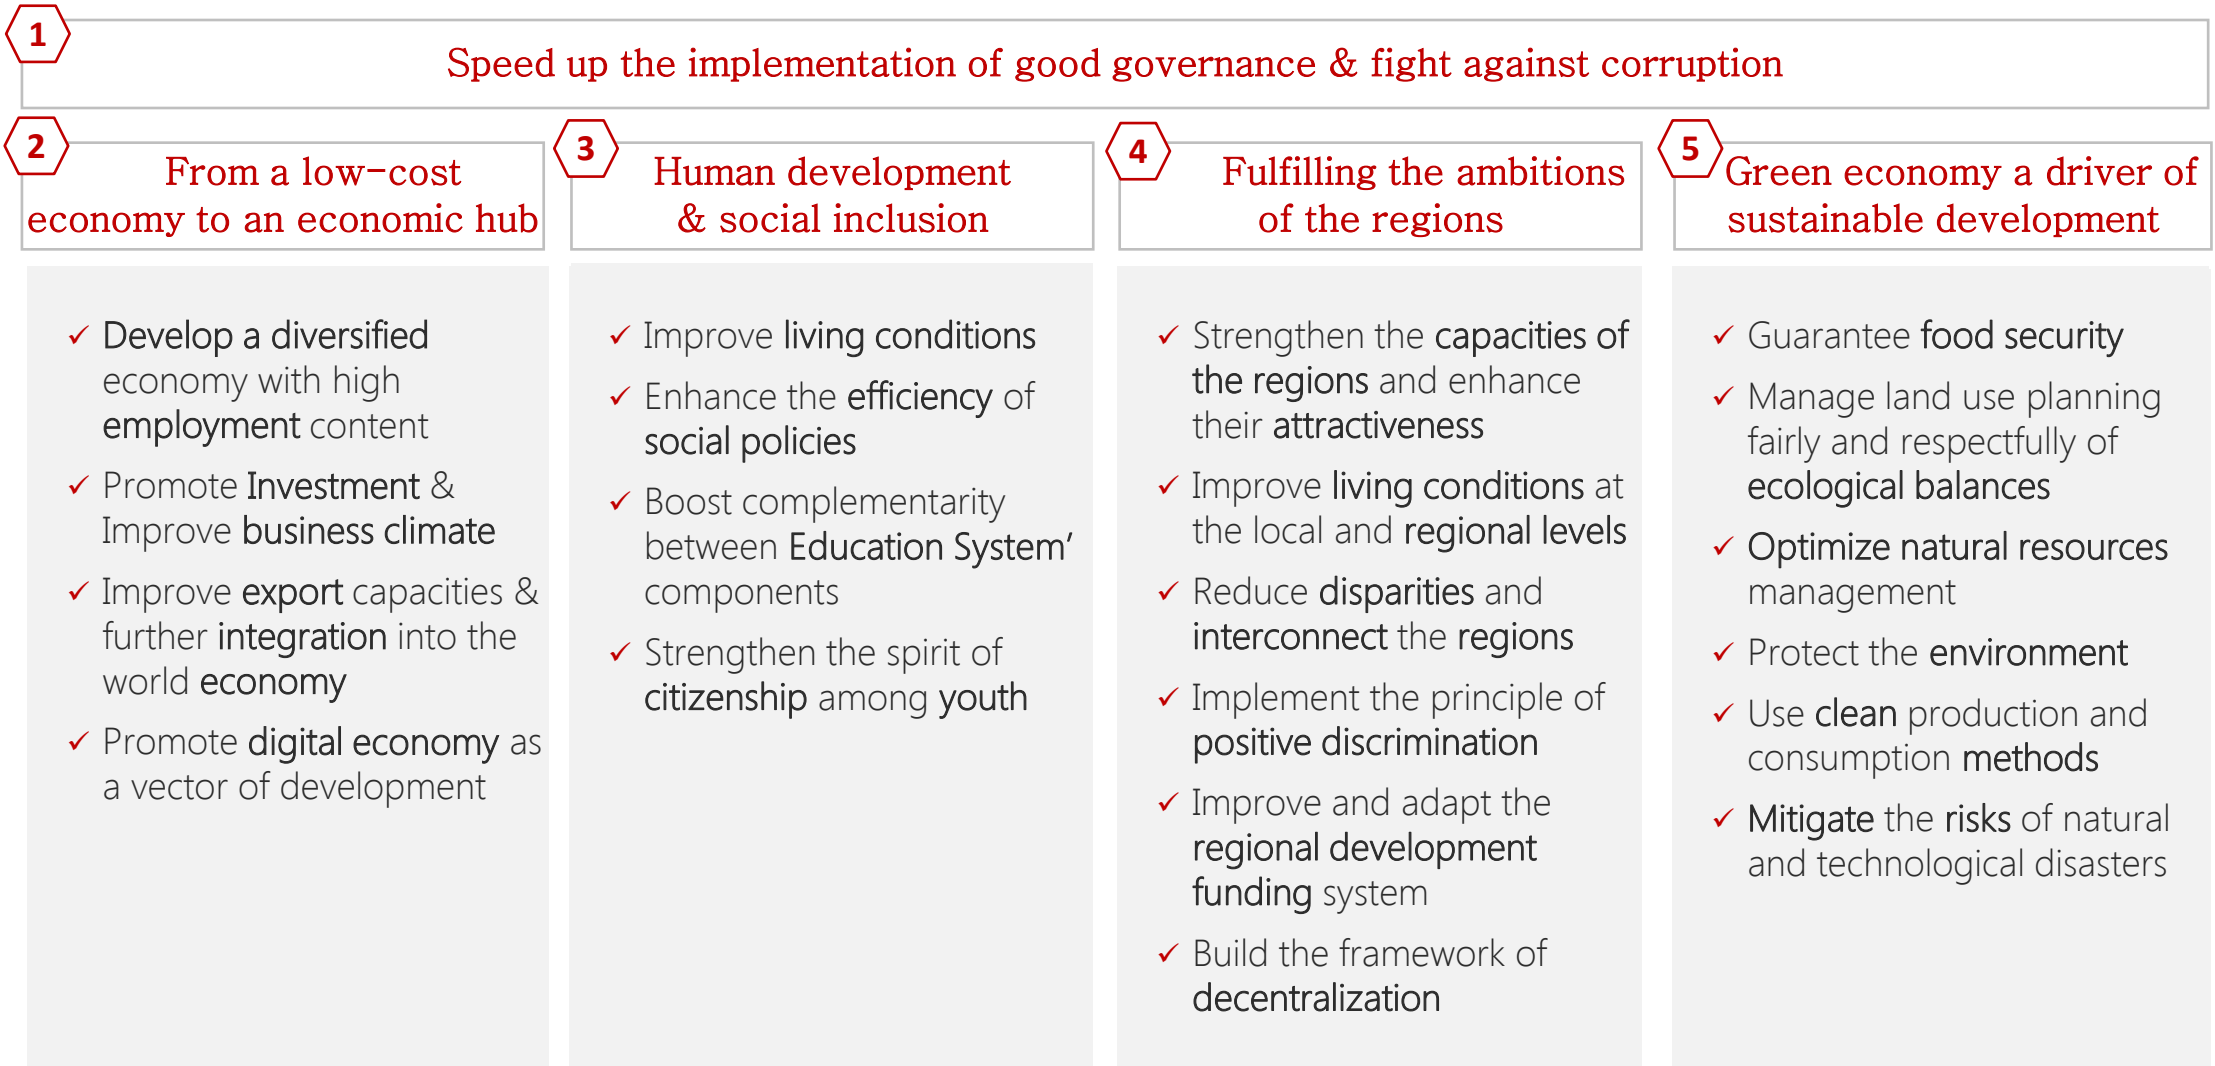 1
Speed up the implementation of good governance & fight against corruption
2
From a low-cost
economy to an economic hub
✓ Develop a diversified
economy with high
employment content
✓ Promote Investment &
Improve business climate
✓ Improve export capacities &
further integration into the
world economy
✓ Promote digital economy as
a vector of development
3
Human development
& social inclusion
✓ Improve living conditions
✓ Enhance the efficiency of
social policies
✓ Boost complementarity
between Education System’
components
✓ Strengthen the spirit of
citizenship among youth
4
Fulfilling the ambitions
of the regions
✓ Strengthen the capacities of
the regions and enhance
their attractiveness
✓ Improve living conditions at
the local and regional levels
✓ Reduce disparities and
interconnect the regions
✓ Implement the principle of
positive discrimination
✓ Improve and adapt the
regional development
funding system
✓ Build the framework of
decentralization
5
Green economy a driver of
sustainable development
✓ Guarantee food security
✓ Manage land use planning
fairly and respectfully of
ecological balances
✓ Optimize natural resources
management
✓ Protect the environment
✓ Use clean production and
consumption methods
✓ Mitigate the risks of natural
and technological disasters